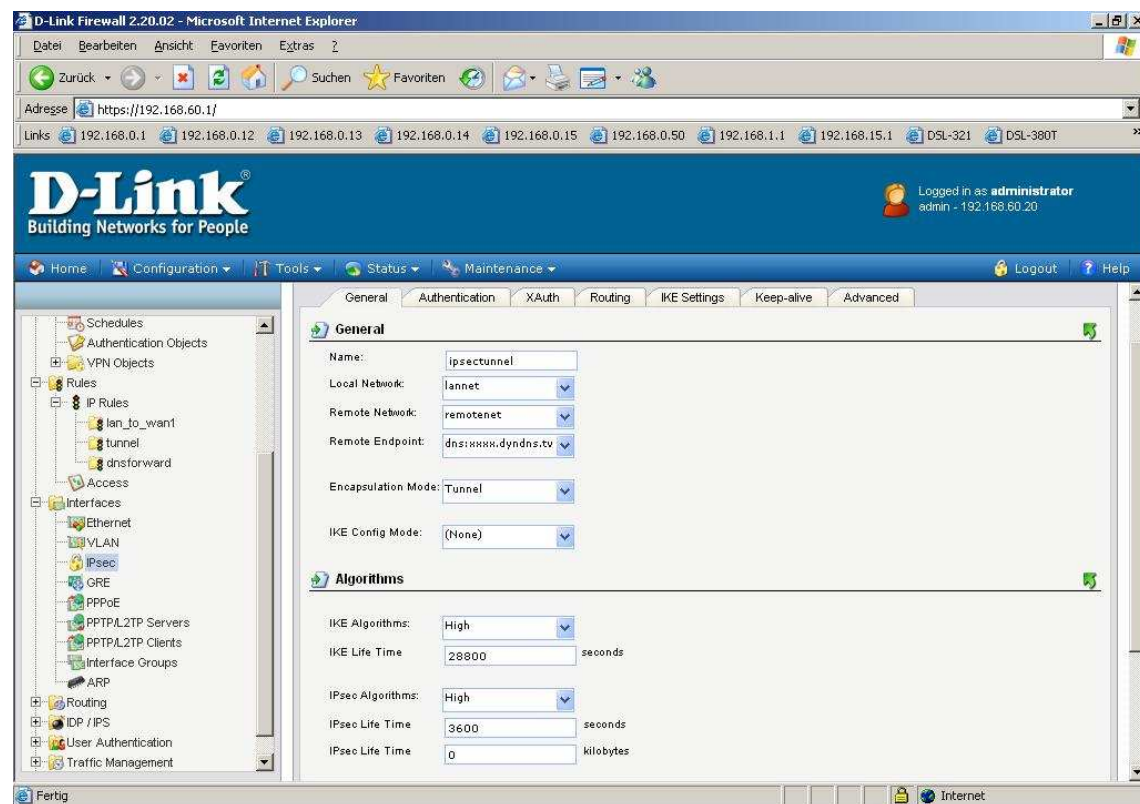 D-Link Firewall 2.20.02 - Microsoft Internet Explorer
Datei Bearbeiten Ansicht Favoriten Extras ?
Zurück Suchen Favoriten
Adresse https://192.168.60.1/
Links 192.168.0.1 192.168.0.12 192.168.0.13 192.168.0.14 192.168.0.15 192.168.0.50 192.168.1.1 192.168.15.1 DSL-321 DSL-380T »
D-Link®
Building Networks for People
Logged in as administrator
admin - 192.168.60.20
Home Configuration Tools Status Maintenance Logout Help
General Authentication XAuth Routing IKE Settings Keep-alive Advanced
Schedules
Authentication Objects
VPN Objects
Rules
IP Rules
lan_to_wan1
tunnel
dnsforward
Access
Interfaces
Ethernet
VLAN
IPsec
GRE
PPPoE
PPTP/L2TP Servers
PPTP/L2TP Clients
Interface Groups
ARP
Routing
IDP / IPS
User Authentication
Traffic Management
General
Name: ipsectunnel
Local Network: lannet
Remote Network: remotenet
Remote Endpoint: dns:xxxx.dyndns.tv
Encapsulation Mode: Tunnel
IKE Config Mode: (None)
Algorithms
IKE Algorithms: High
IKE Life Time 28800 seconds
IPsec Algorithms: High
IPsec Life Time 3600 seconds
IPsec Life Time 0 kilobytes
Fertig Internet